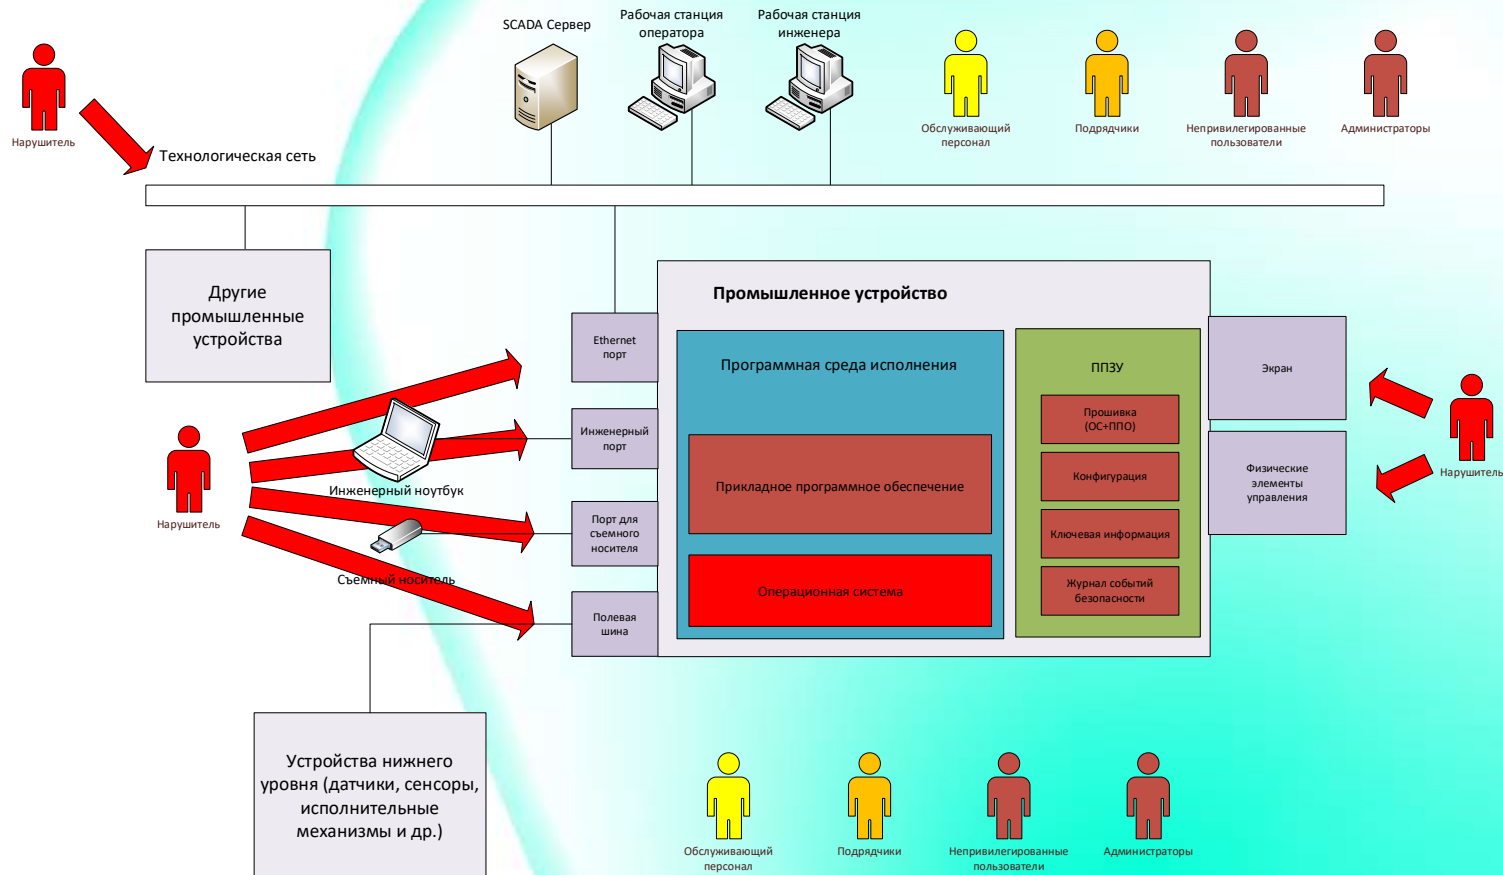 SCADA Сервер
Рабочая станция
оператора
Рабочая станция
инженера
Нарушитель
Обслуживающий
персонал
Подрядчики
Непривилегированные
пользователи
Администраторы
Технологическая сеть
Другие
промышленные
устройства
Промышленное устройство
Ethernet
порт
Программная среда исполнения
ППЗУ
Экран
Прошивка
(ОС+ППО)
Инженерный
порт
Физические
элементы
управления
Нарушитель
Конфигурация
Прикладное программное обеспечение
Инженерный ноутбук
Нарушитель
Порт для
съемного
носителя
Ключевая информация
Съемный носитель
Операционная система
Журнал событий
безопасности
Полевая
шина
Устройства нижнего
уровня (датчики, сенсоры,
исполнительные
механизмы и др.)
Обслуживающий
персонал
Подрядчики
Непривилегированные
пользователи
Администраторы